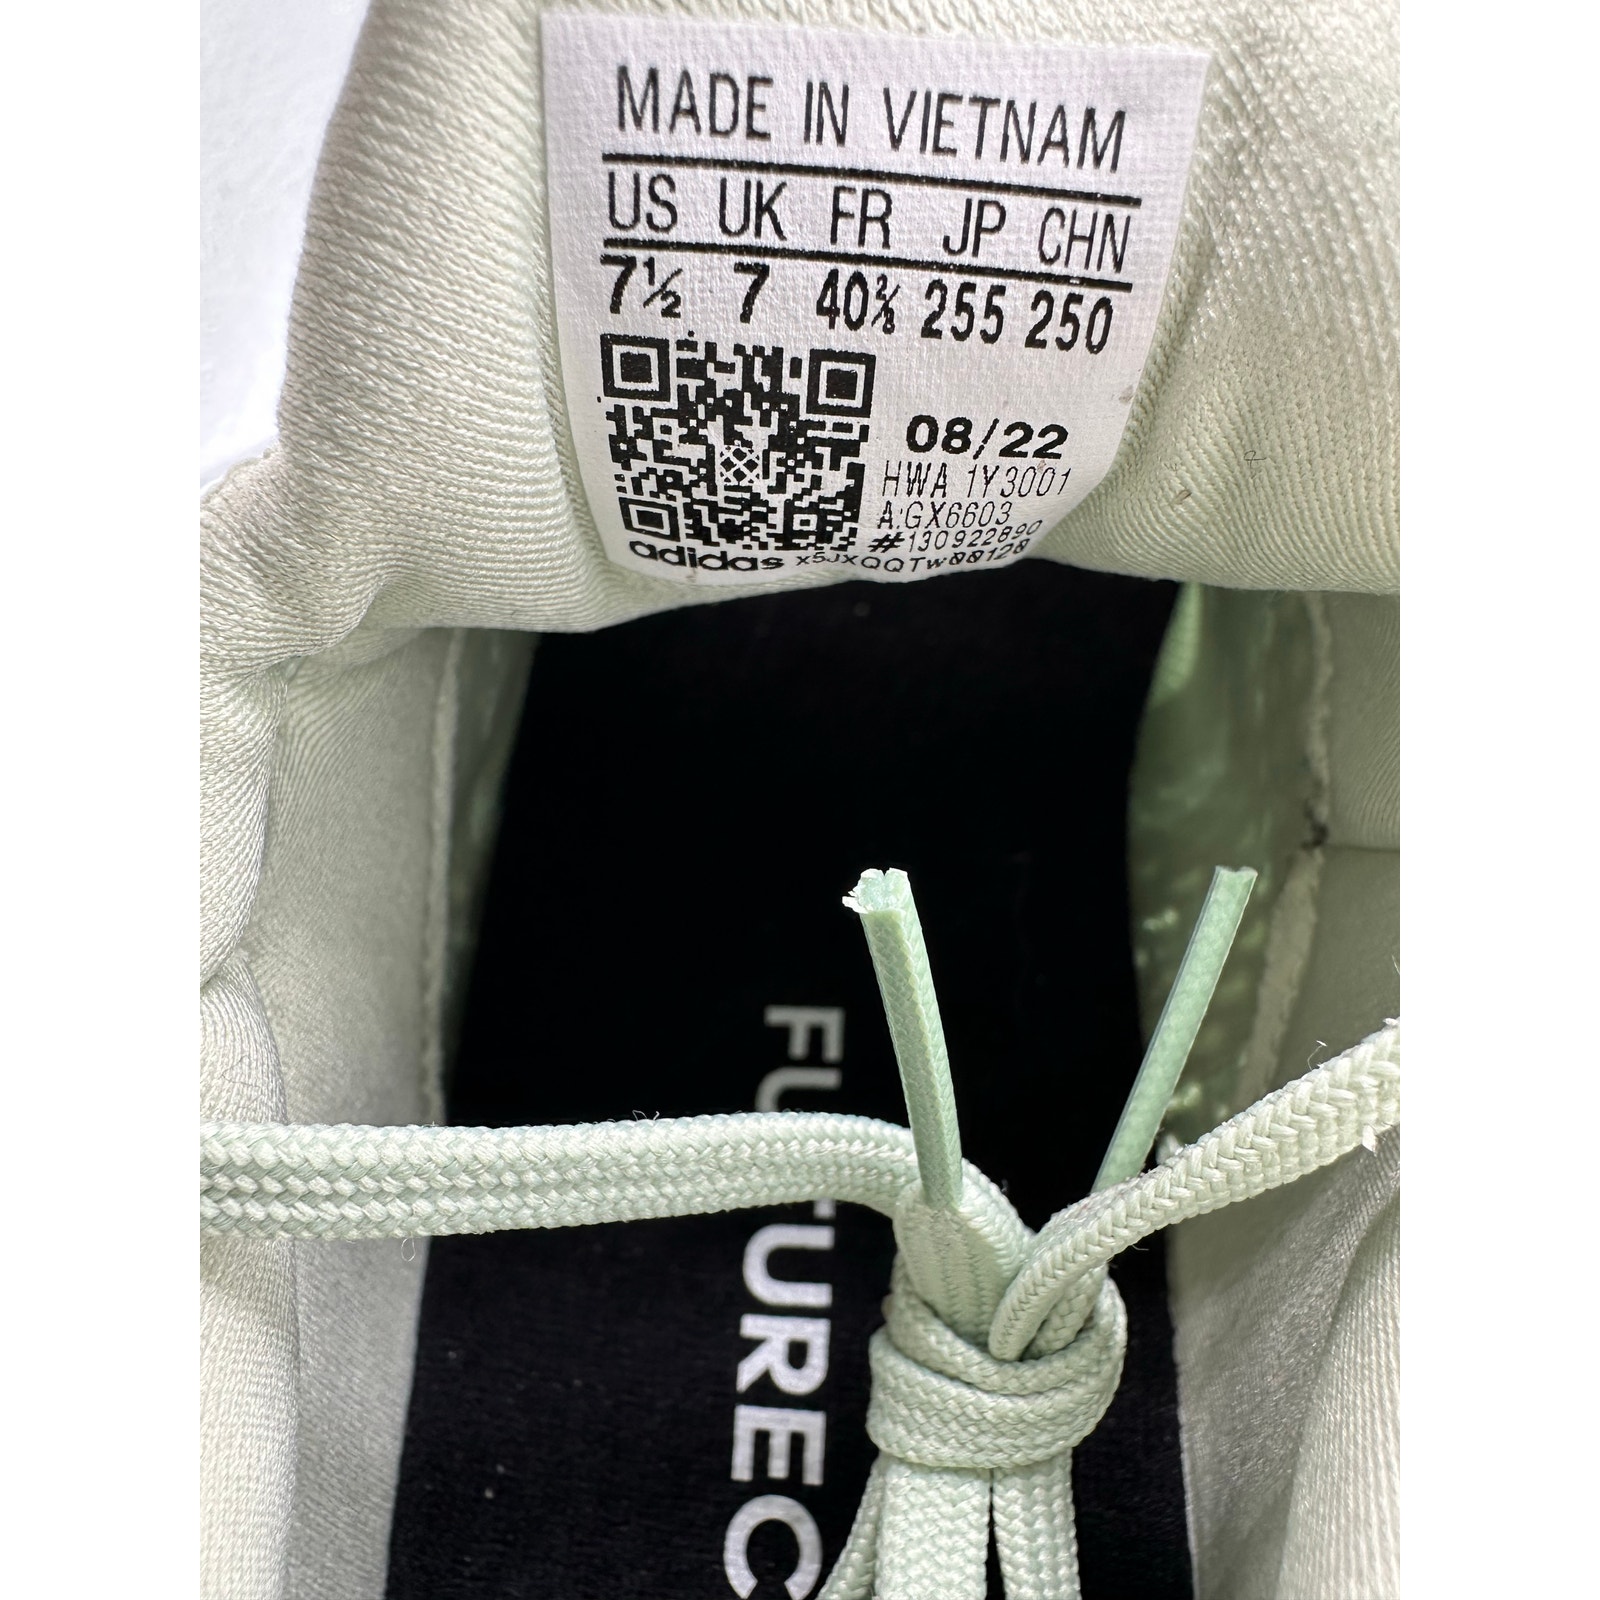 MADE IN VIETNAM
US UK FR JP CHN
7½ 7 40⅔ 255 250
08/22
HWA 1Y3001
A:GX6603
#130922890
adidas x5JxQQTw00120
FUTUREC